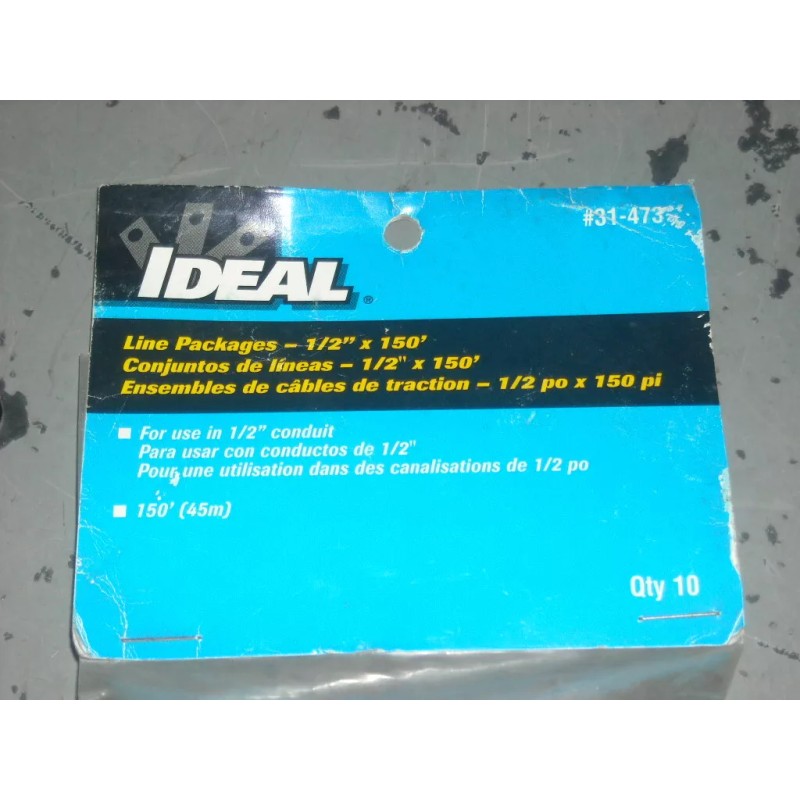 #31-473
IDEAL®
Line Packages – 1/2" x 150'
Conjuntos de líneas – 1/2" x 150'
Ensembles de câbles de traction – 1/2 po x 150 pi
■ For use in 1/2" conduit
Para usar con conductos de 1/2"
Pour une utilisation dans des canalisations de 1/2 po
■ 150' (45m)
Qty 10